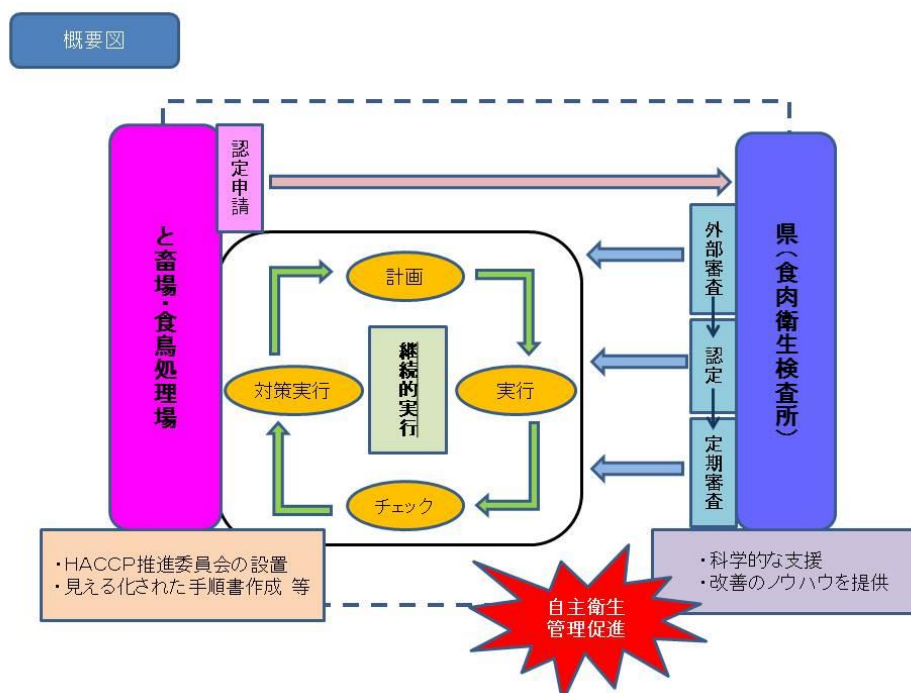 概要図
認定申請
と畜場・食鳥処理場
県(食肉衛生検査所)
外部審査
認定
定期審査
計画
実行
チェック
対策実行
継続的実行
・HACCP推進委員会の設置
・見える化された手順書作成 等
・科学的な支援
・改善のノウハウを提供
自主衛生
管理促進